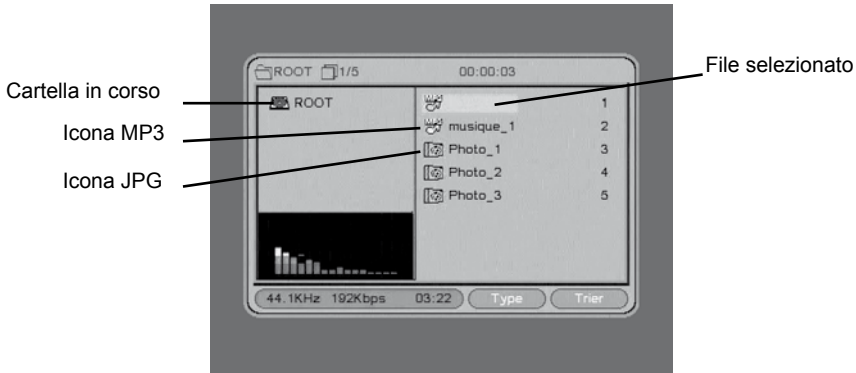 ROOT 1/5 00:00:03
File selezionato
Cartella in corso
ROOT
1
Icona MP3
musique_1 2
Icona JPG
Photo_1 3
Photo_2 4
Photo_3 5
44.1KHz 192Kbps 03:22 Type Trier